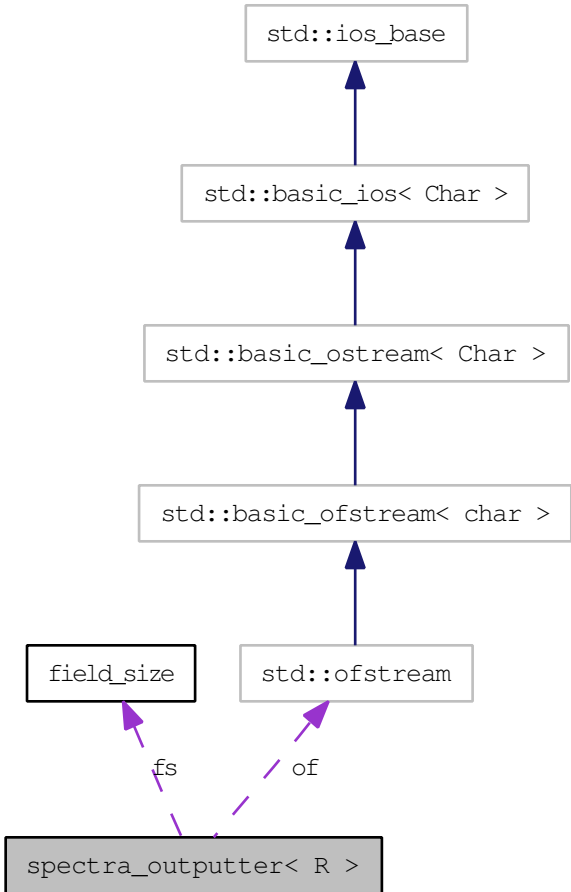 std::ios_base
std::basic_ios< Char >
std::basic_ostream< Char >
std::basic_ofstream< char >
field_size
std::ofstream
fs
of
spectra_outputter< R >